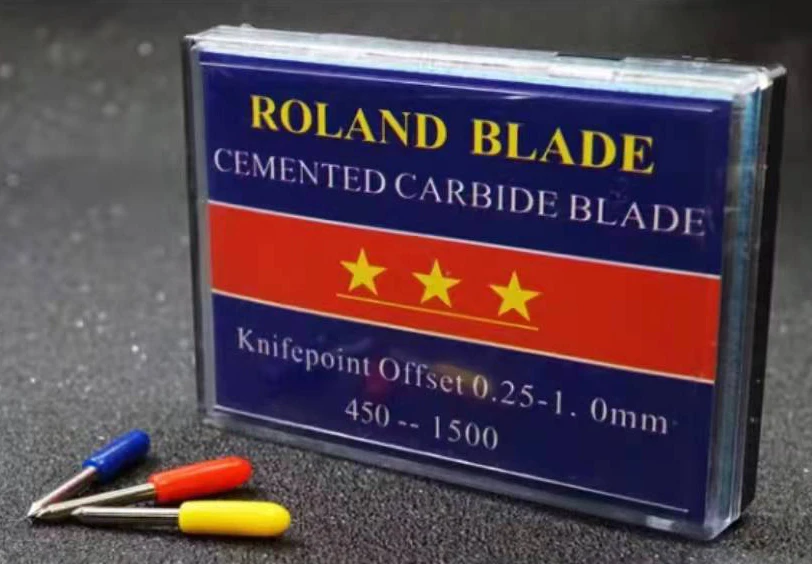 ROLAND BLADE
CEMENTED CARBIDE BLADE
Knifepoint Offset 0.25-1. 0mm
450 -- 1500